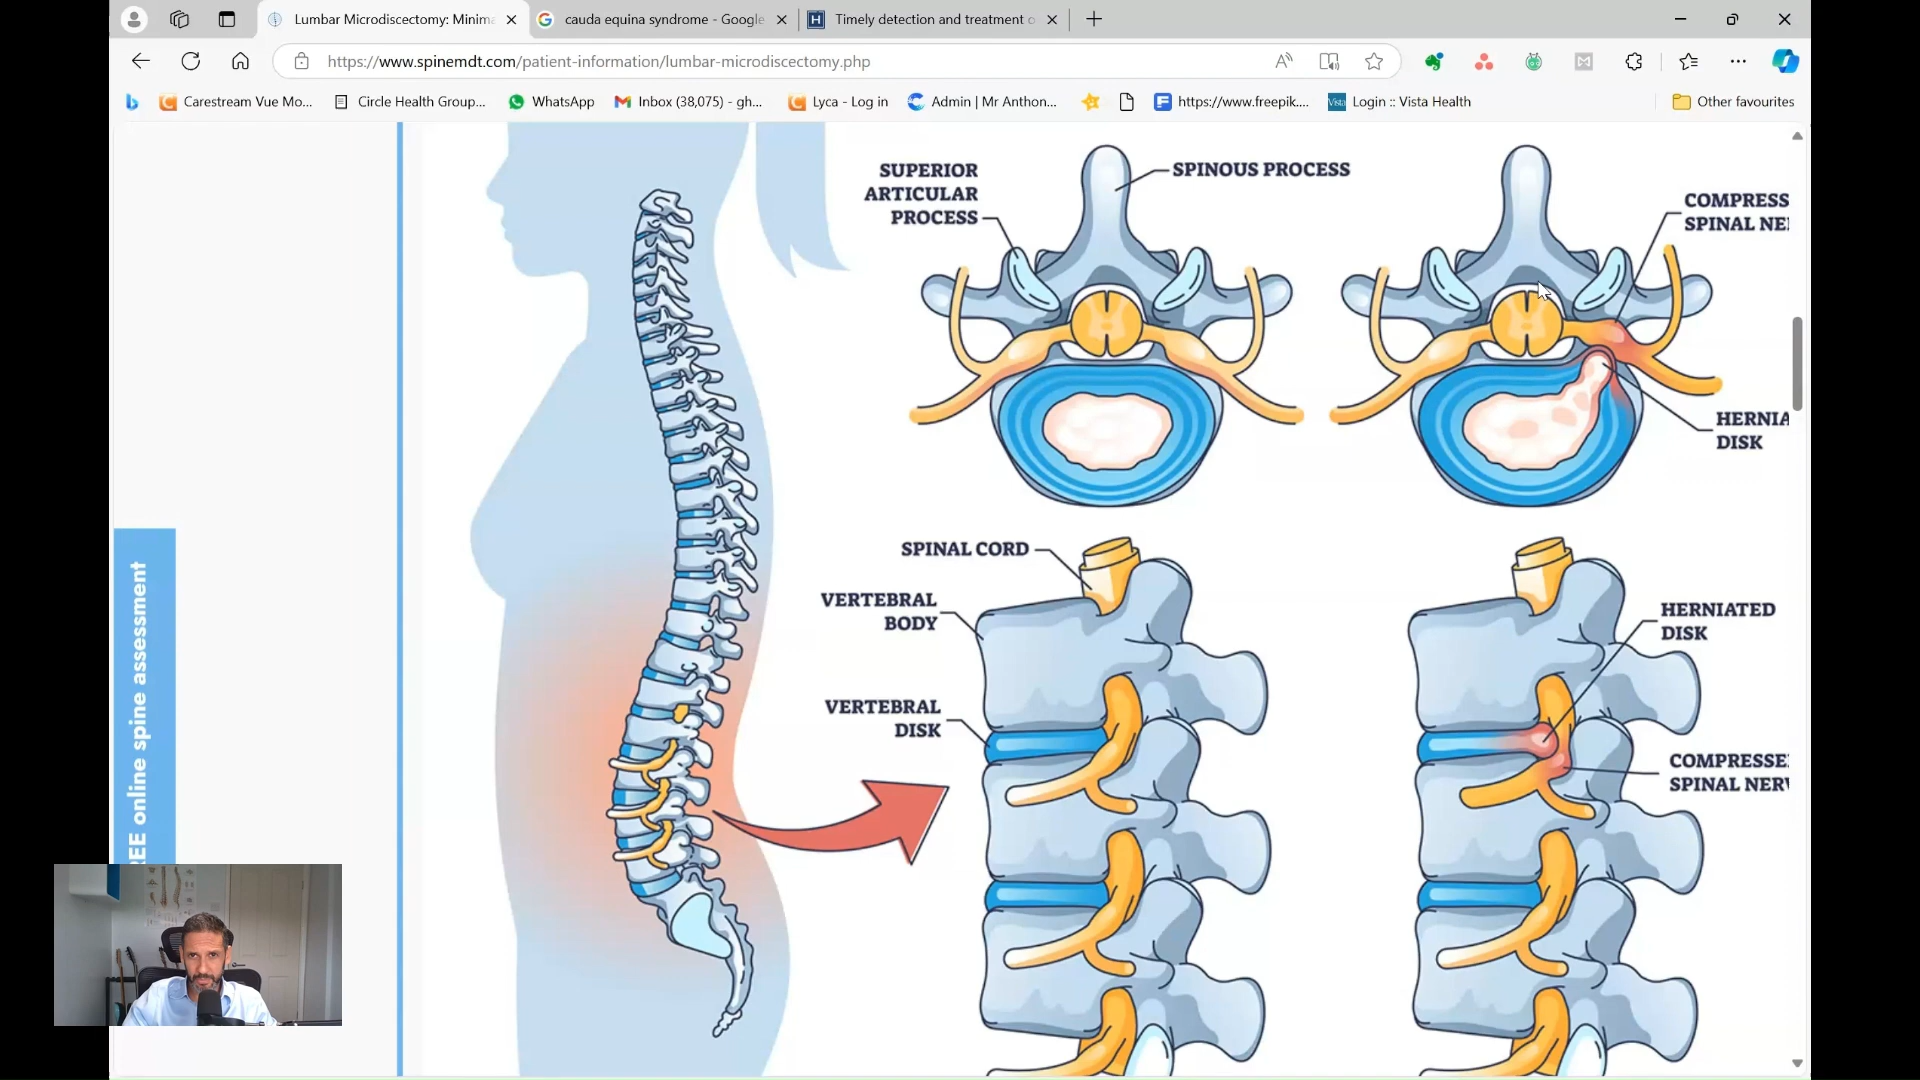 Lumbar Microdiscectomy: Minima
cauda equina syndrome - Google
Timely detection and treatment o
https://www.spinemdt.com/patient-information/lumbar-microdiscectomy.php
Carestream Vue Mo...
Circle Health Group...
WhatsApp
Inbox (38,075) - gh...
Lyca - Log in
Admin | Mr Anthon...
https://www.freepik....
Login :: Vista Health
Other favourites
SUPERIOR
ARTICULAR
PROCESS
SPINOUS PROCESS
COMPRESS
SPINAL NE
HERNIA
DISK
SPINAL CORD
VERTEBRAL
BODY
VERTEBRAL
DISK
HERNIATED
DISK
COMPRESSE
SPINAL NERV
REE online spine assessment